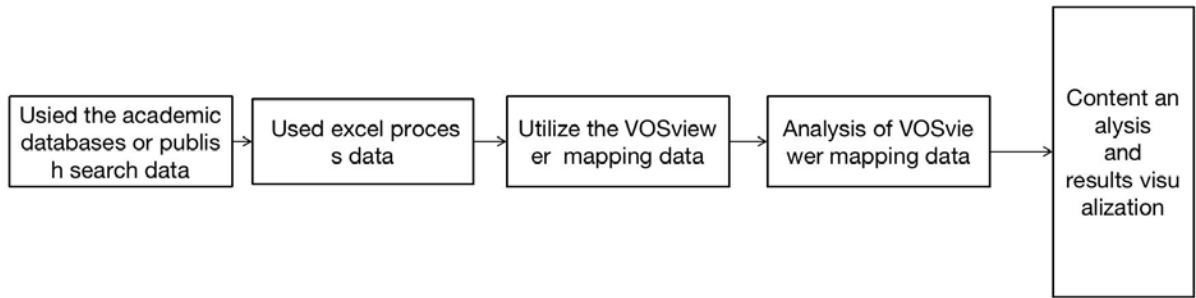 Usied the academic
databases or publis
h search data
Used excel proces
s data
Utilize the VOSview
er mapping data
Analysis of VOSvie
wer mapping data
Content an
alysis
and
results visu
alization